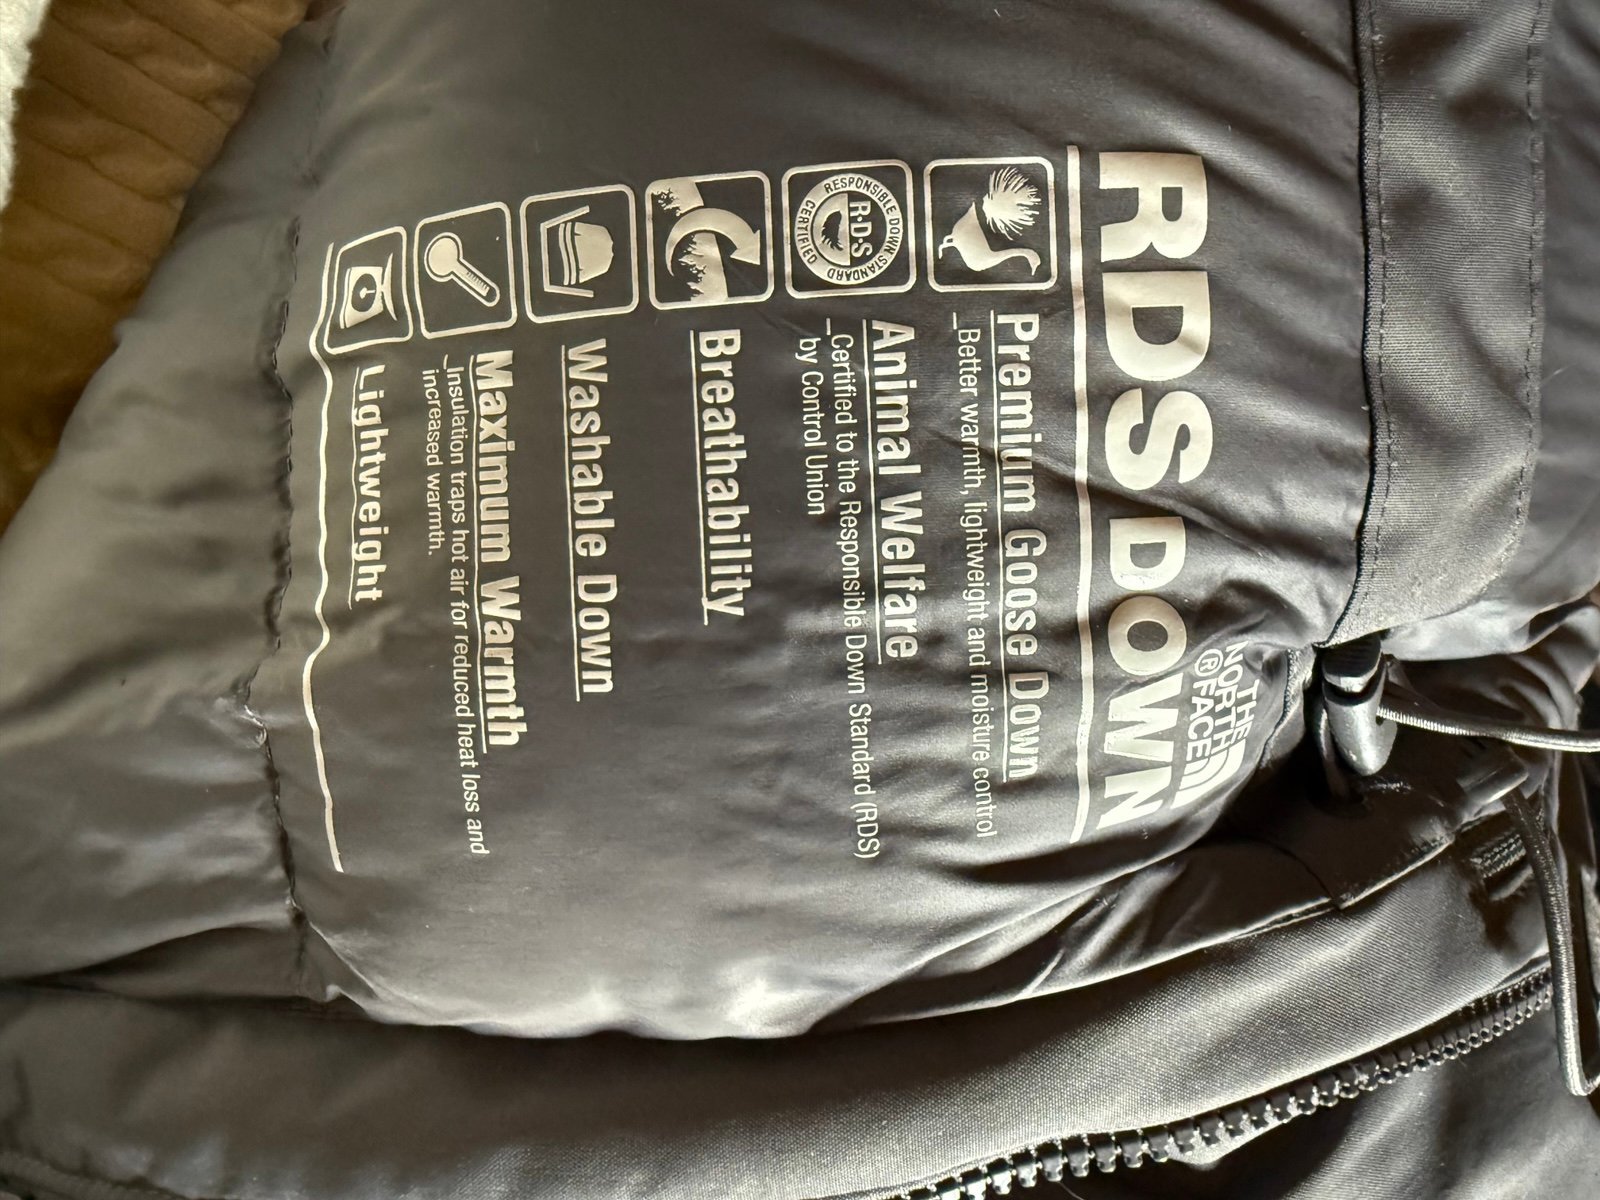 THE
NORTH
® FACE
RDS DOWN
Premium Goose Down
_Better warmth, lightweight and moisture control
RESPONSIBLE DOWN STANDARD
R·D·S
CERTIFIED
Animal Welfare
_Certified to the Responsible Down Standard (RDS)
by Control Union
Breathability
Washable Down
Maximum Warmth
_Insulation traps hot air for reduced heat loss and
increased warmth.
Lightweight